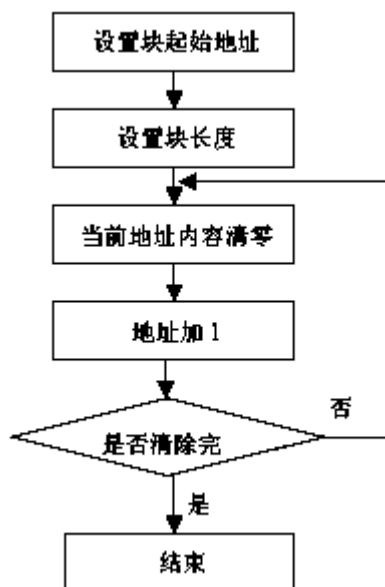 设置块起始地址
设置块长度
当前地址内容清零
地址加1
是否清除完
否
是
结束